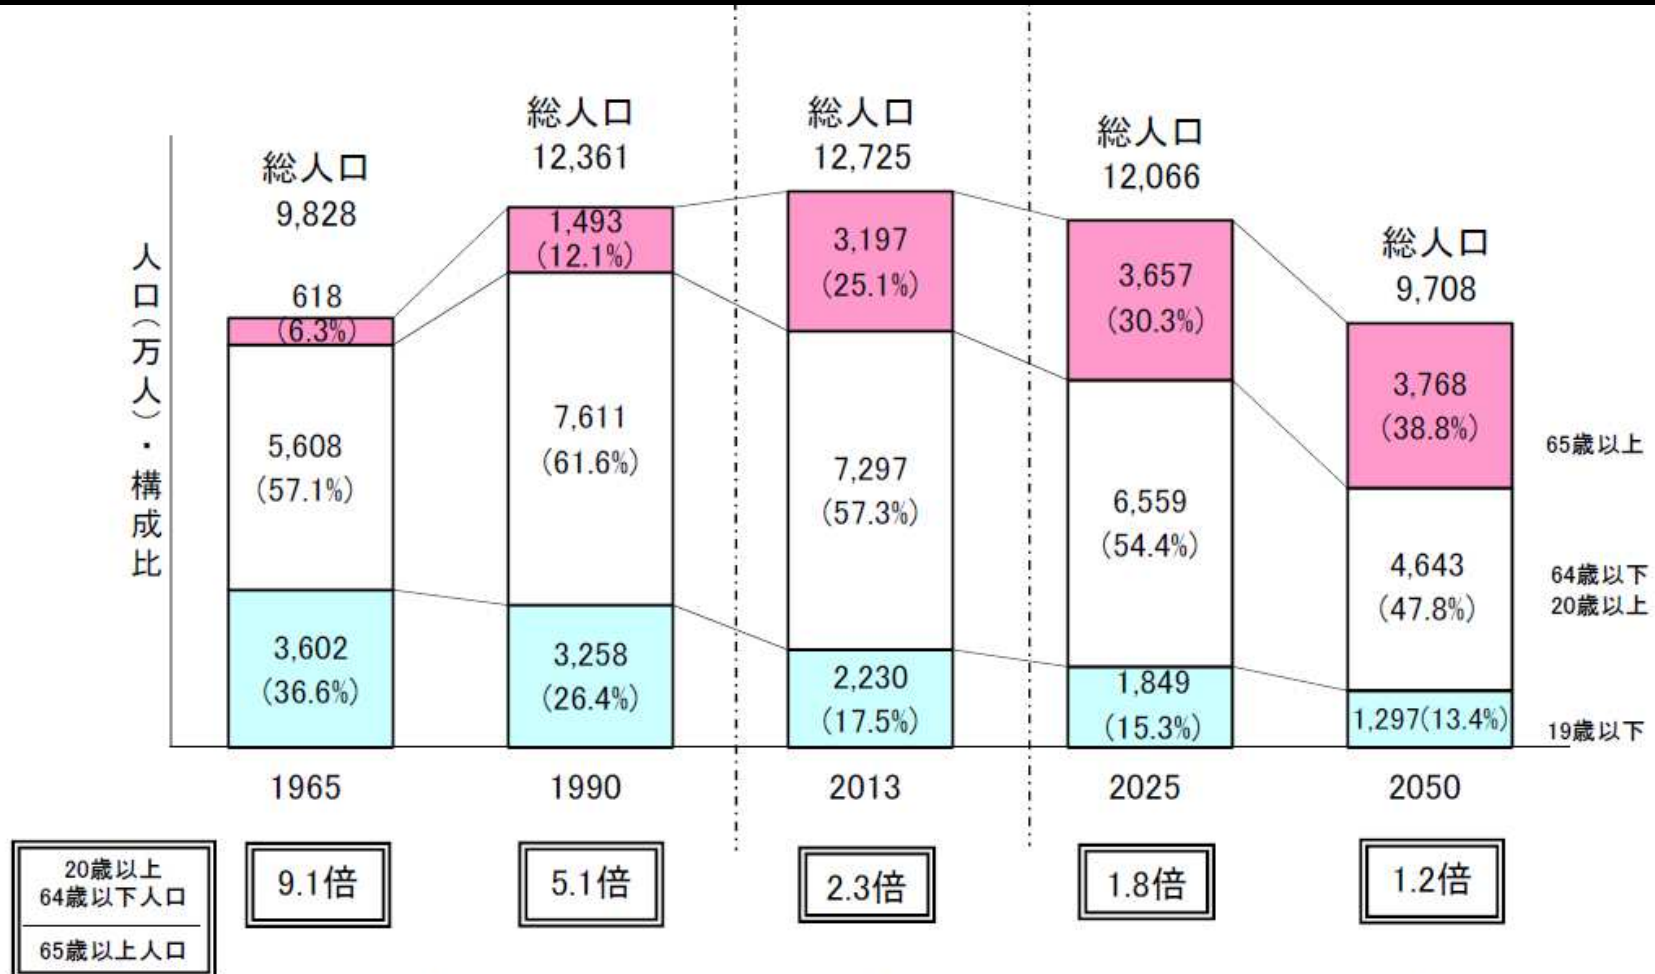 総人口
9,828
618
(6.3%)
5,608
(57.1%)
3,602
(36.6%)
総人口
12,361
1,493
(12.1%)
7,611
(61.6%)
3,258
(26.4%)
総人口
12,725
3,197
(25.1%)
7,297
(57.3%)
2,230
(17.5%)
総人口
12,066
3,657
(30.3%)
6,559
(54.4%)
1,849
(15.3%)
総人口
9,708
3,768
(38.8%)
4,643
(47.8%)
1,297(13.4%)
人口(万人)・構成比
65歳以上
64歳以下
20歳以上
19歳以下
1965
1990
2013
2025
2050
20歳以上
64歳以下人口
65歳以上人口
9.1倍
5.1倍
2.3倍
1.8倍
1.2倍